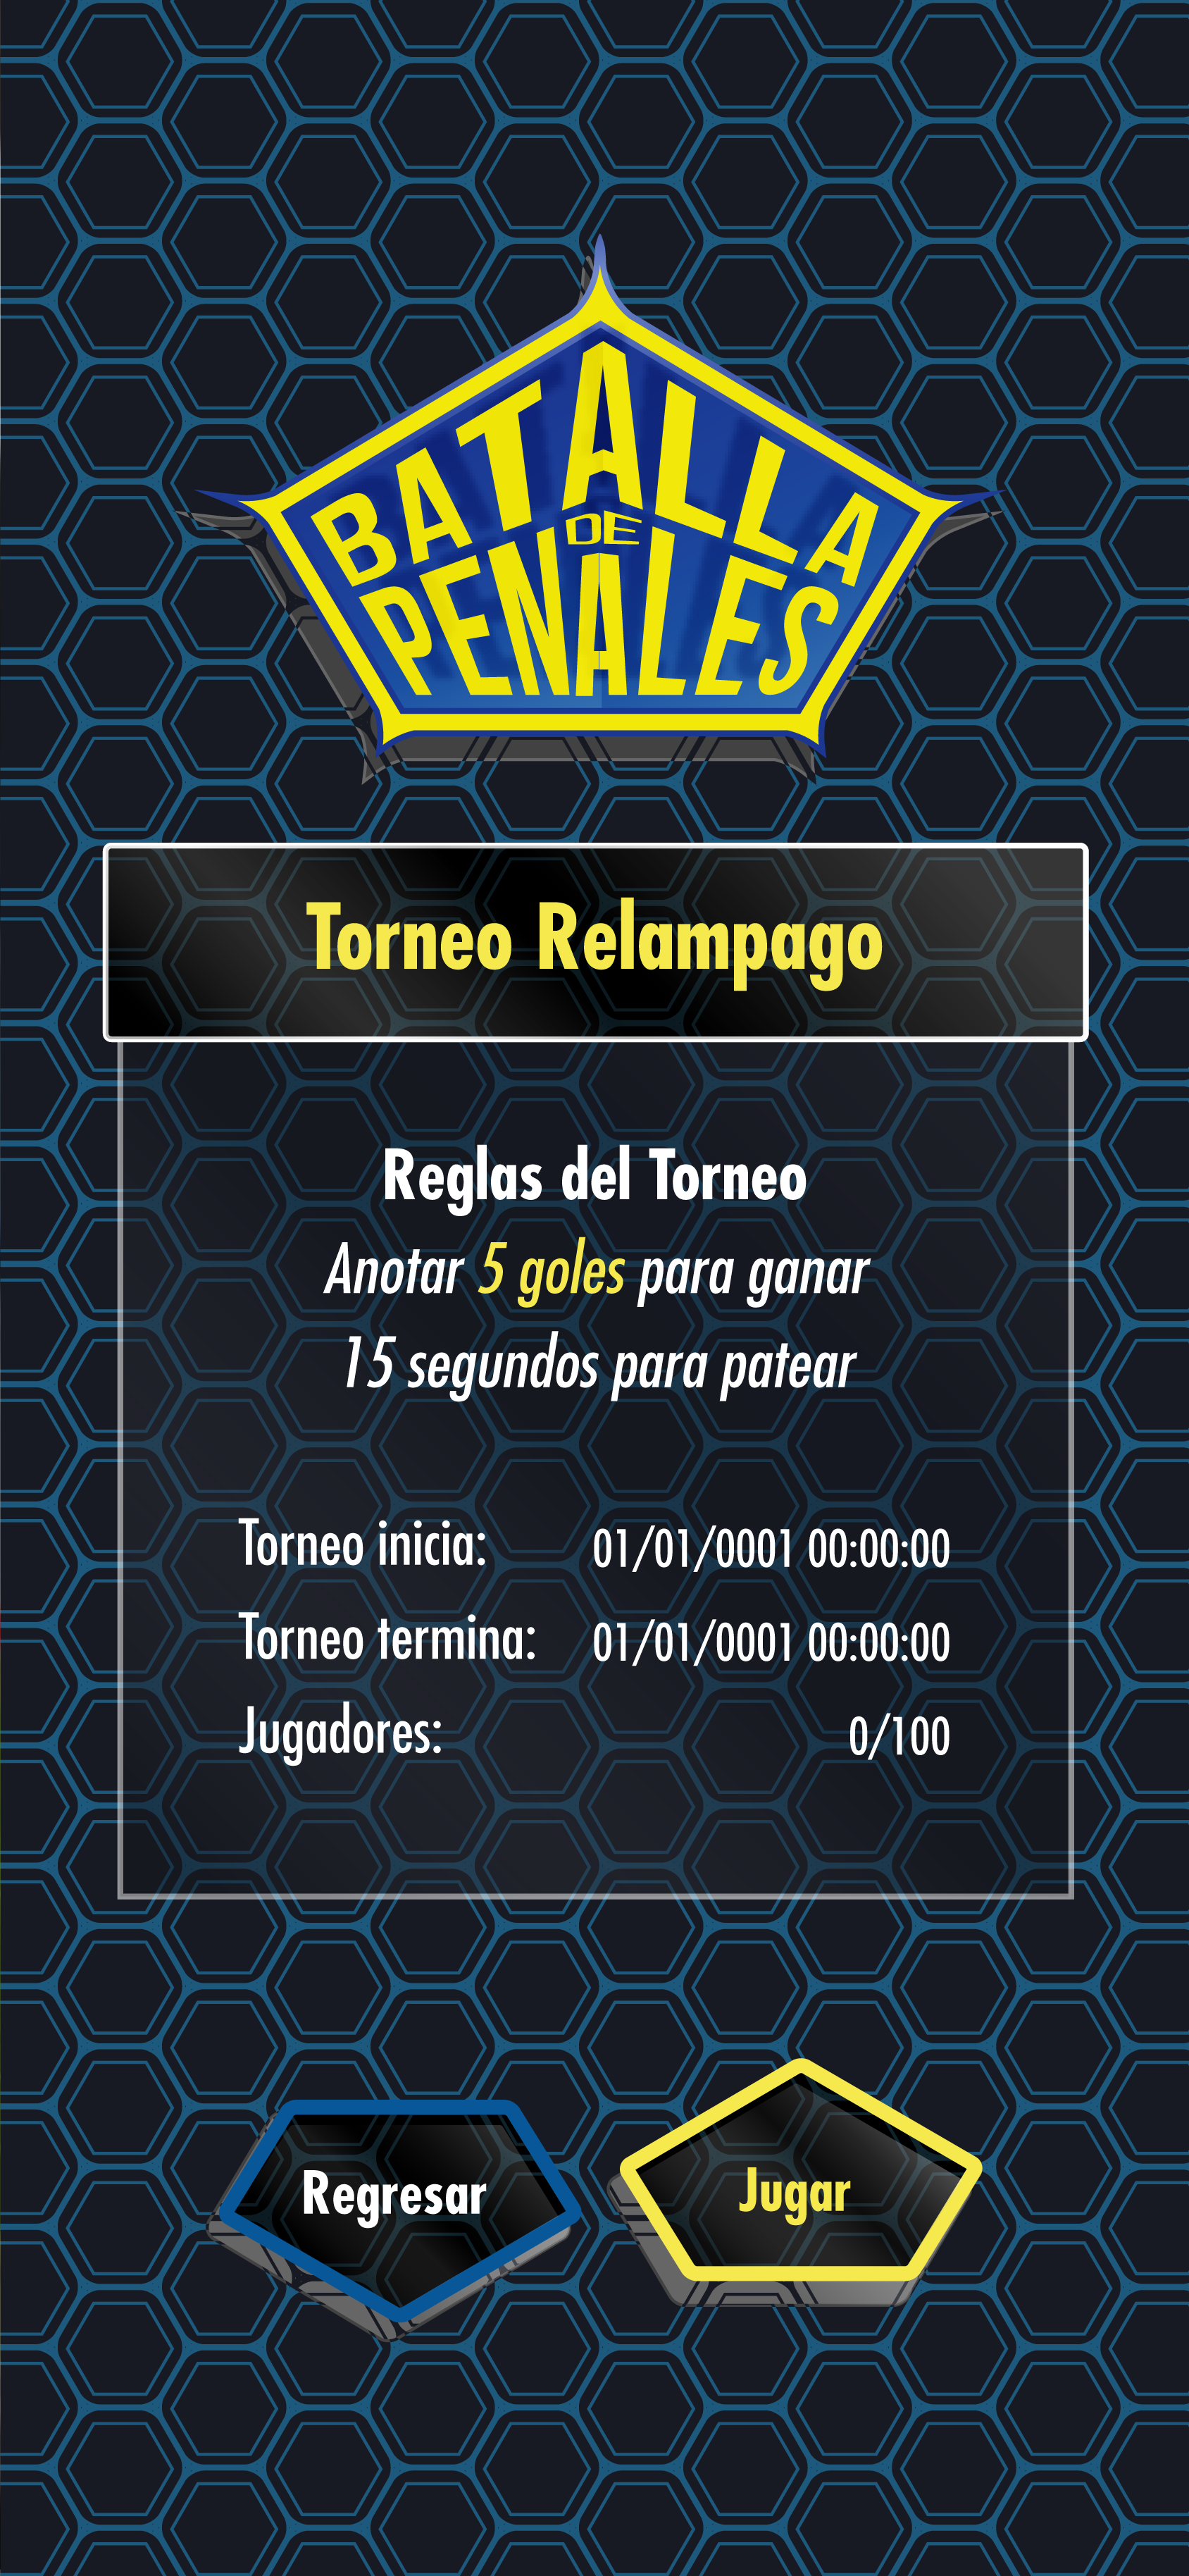 BATALLA
DE
PENALES
Torneo Relampago
Reglas del Torneo
Anotar 5 goles para ganar
15 segundos para patear
Torneo inicia: 01/01/0001 00:00:00
Torneo termina: 01/01/0001 00:00:00
Jugadores: 0/100
Regresar
Jugar